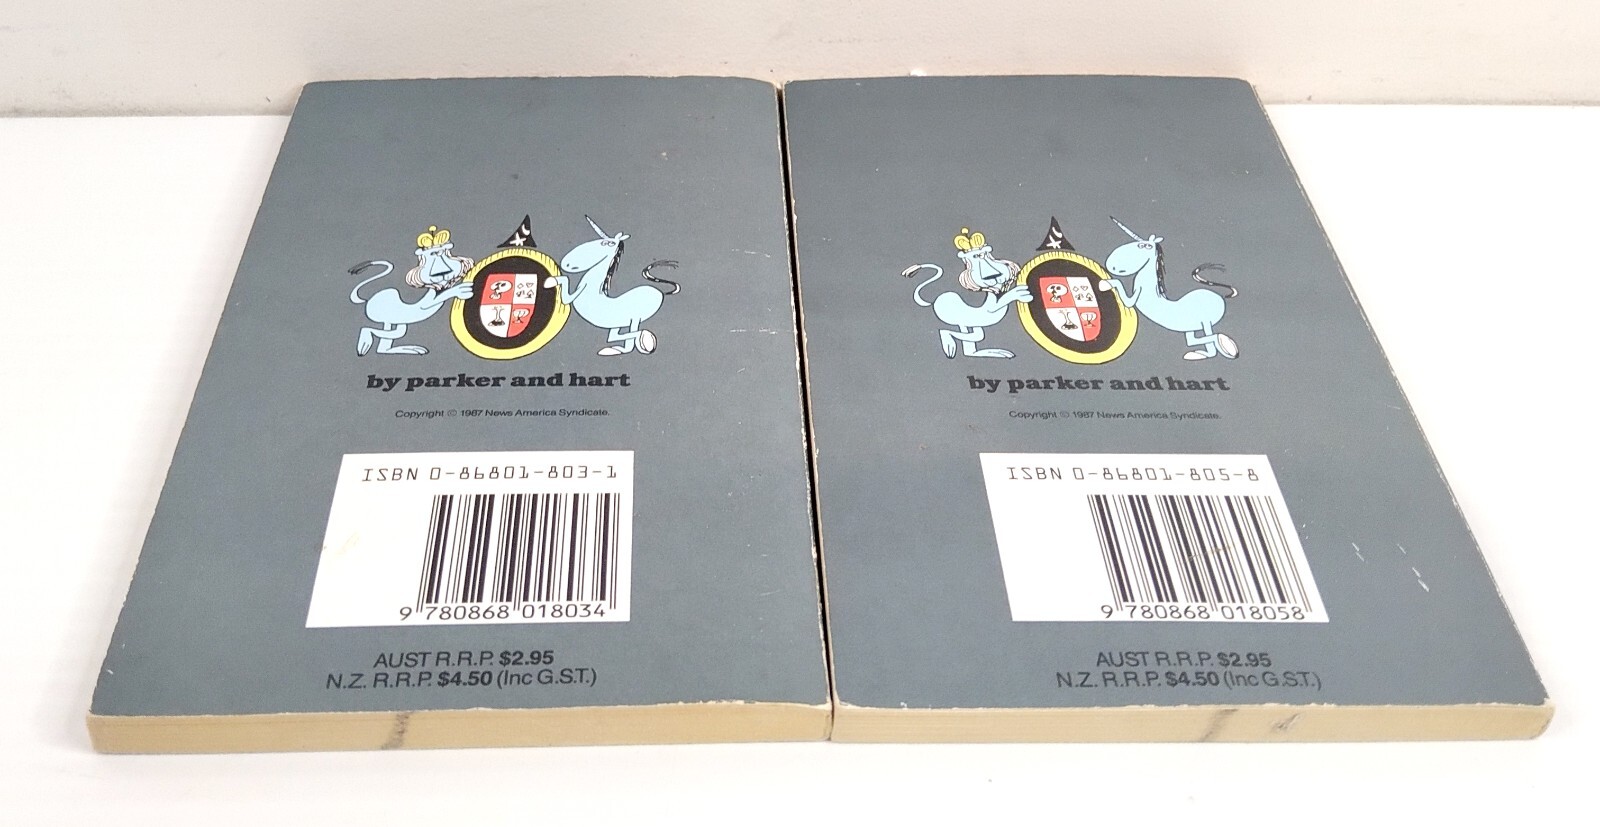 by parker and hart
Copyright © 1987 News America Syndicate.
ISBN 0-86801-803-1
9 780868 018034
AUST R.R.P. $2.95
N.Z. R.R.P. $4.50 (Inc G.S.T.)
by parker and hart
Copyright © 1987 News America Syndicate.
ISBN 0-86801-805-8
9 780868 018058
AUST R.R.P. $2.95
N.Z. R.R.P. $4.50 (Inc G.S.T.)